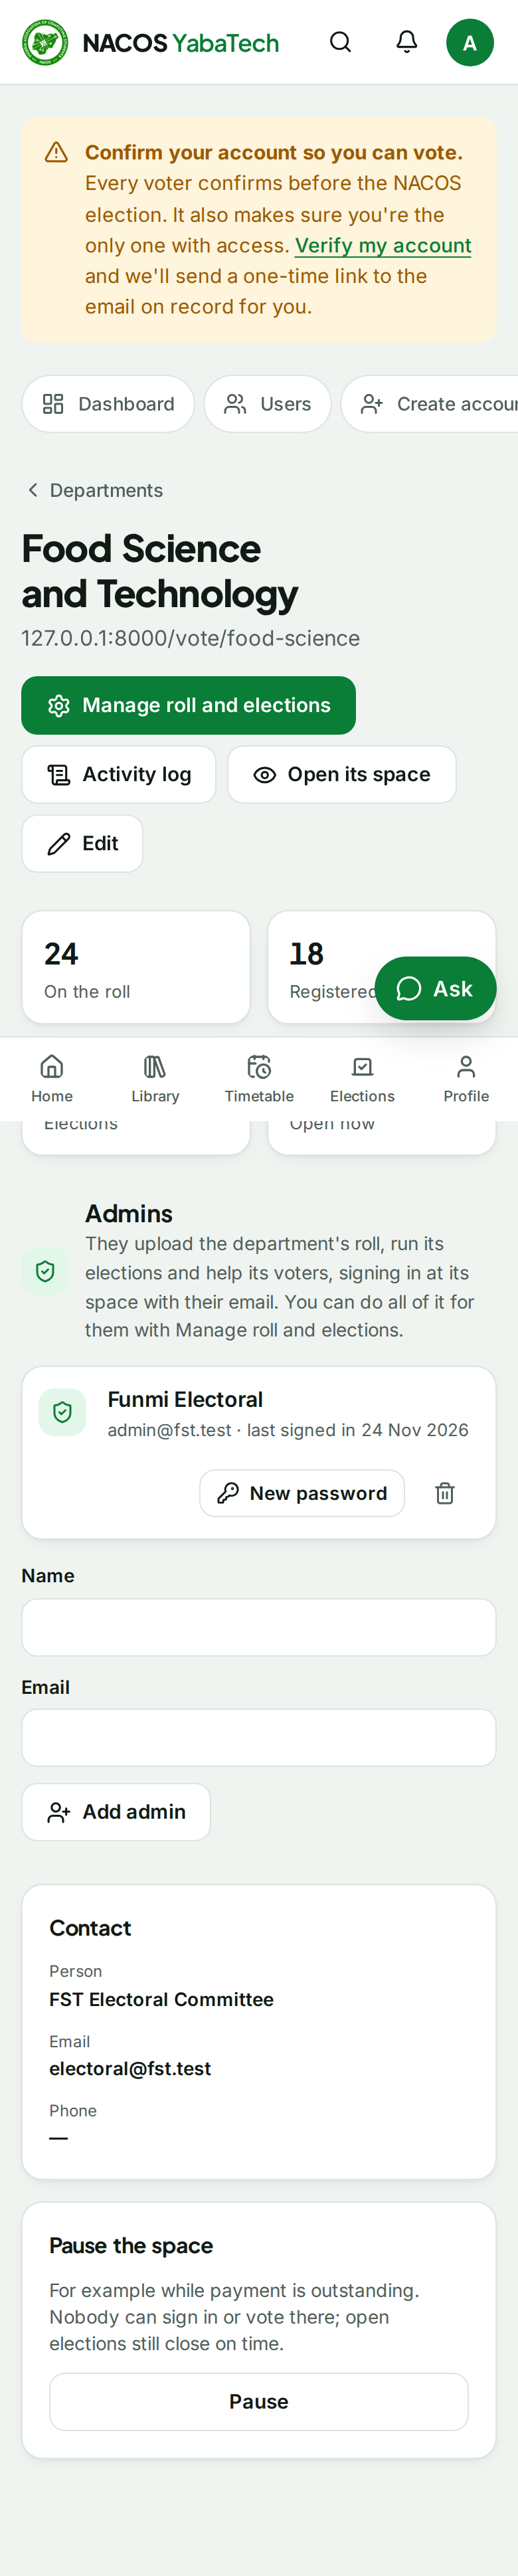 NACOS YabaTech
A
Confirm your account so you can vote.
Every voter confirms before the NACOS
election. It also makes sure you're the
only one with access. Verify my account
and we'll send a one-time link to the
email on record for you.
Dashboard
Users
Create accour
Departments
Food Science
and Technology
127.0.0.1:8000/vote/food-science
Manage roll and elections
Activity log
Open its space
Edit
24
On the roll
18
Registered
Ask
Home
Library
Timetable
Elections
Profile
Elections
Open now
Admins
They upload the department's roll, run its
elections and help its voters, signing in at its
space with their email. You can do all of it for
them with Manage roll and elections.
Funmi Electoral
admin@fst.test · last signed in 24 Nov 2026
New password
Name
Email
Add admin
Contact
Person
FST Electoral Committee
Email
electoral@fst.test
Phone
—
Pause the space
For example while payment is outstanding.
Nobody can sign in or vote there; open
elections still close on time.
Pause